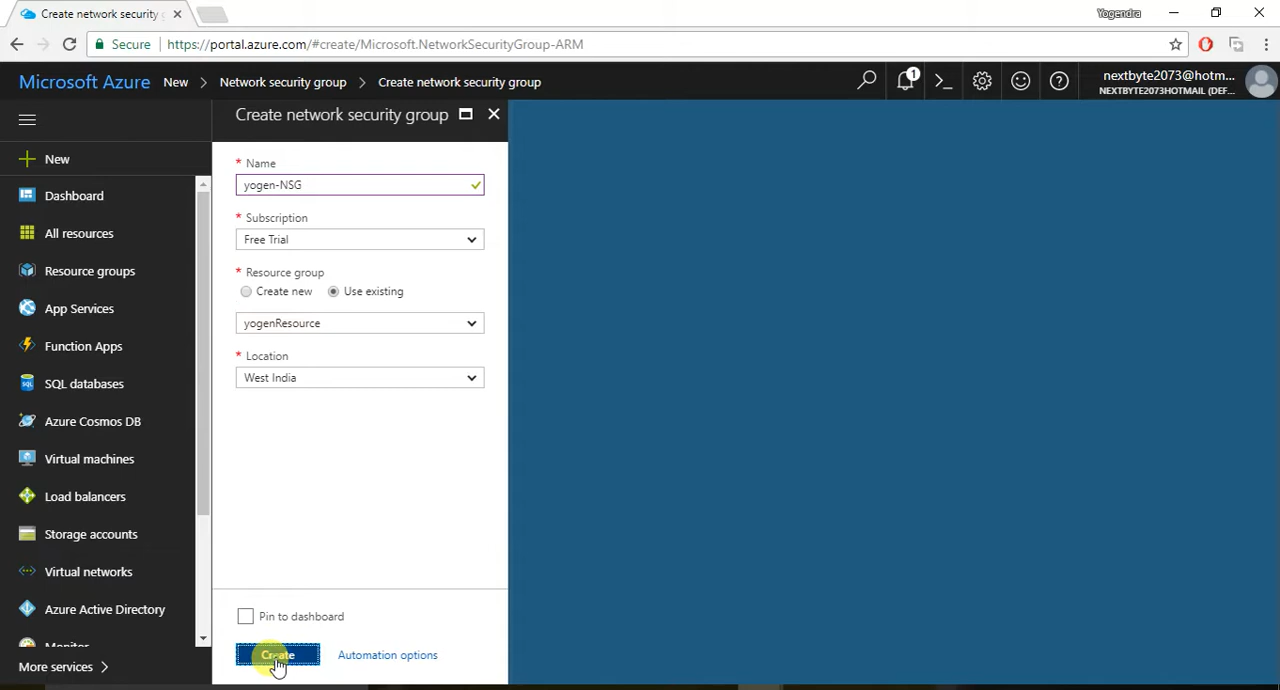 Create network security g
Yogendra
Secure
https://portal.azure.com/#create/Microsoft.NetworkSecurityGroup-ARM
Microsoft Azure New > Network security group > Create network security group
1
nextbyte2073@hotm...
NEXTBYTE2073HOTMAIL (DEF...
Create network security group
New
Dashboard
All resources
Resource groups
App Services
Function Apps
SQL databases
Azure Cosmos DB
Virtual machines
Load balancers
Storage accounts
Virtual networks
Azure Active Directory
Monitor
More services >
* Name
yogen-NSG
* Subscription
Free Trial
* Resource group
Create new Use existing
yogenResource
* Location
West India
Pin to dashboard
Create Automation options